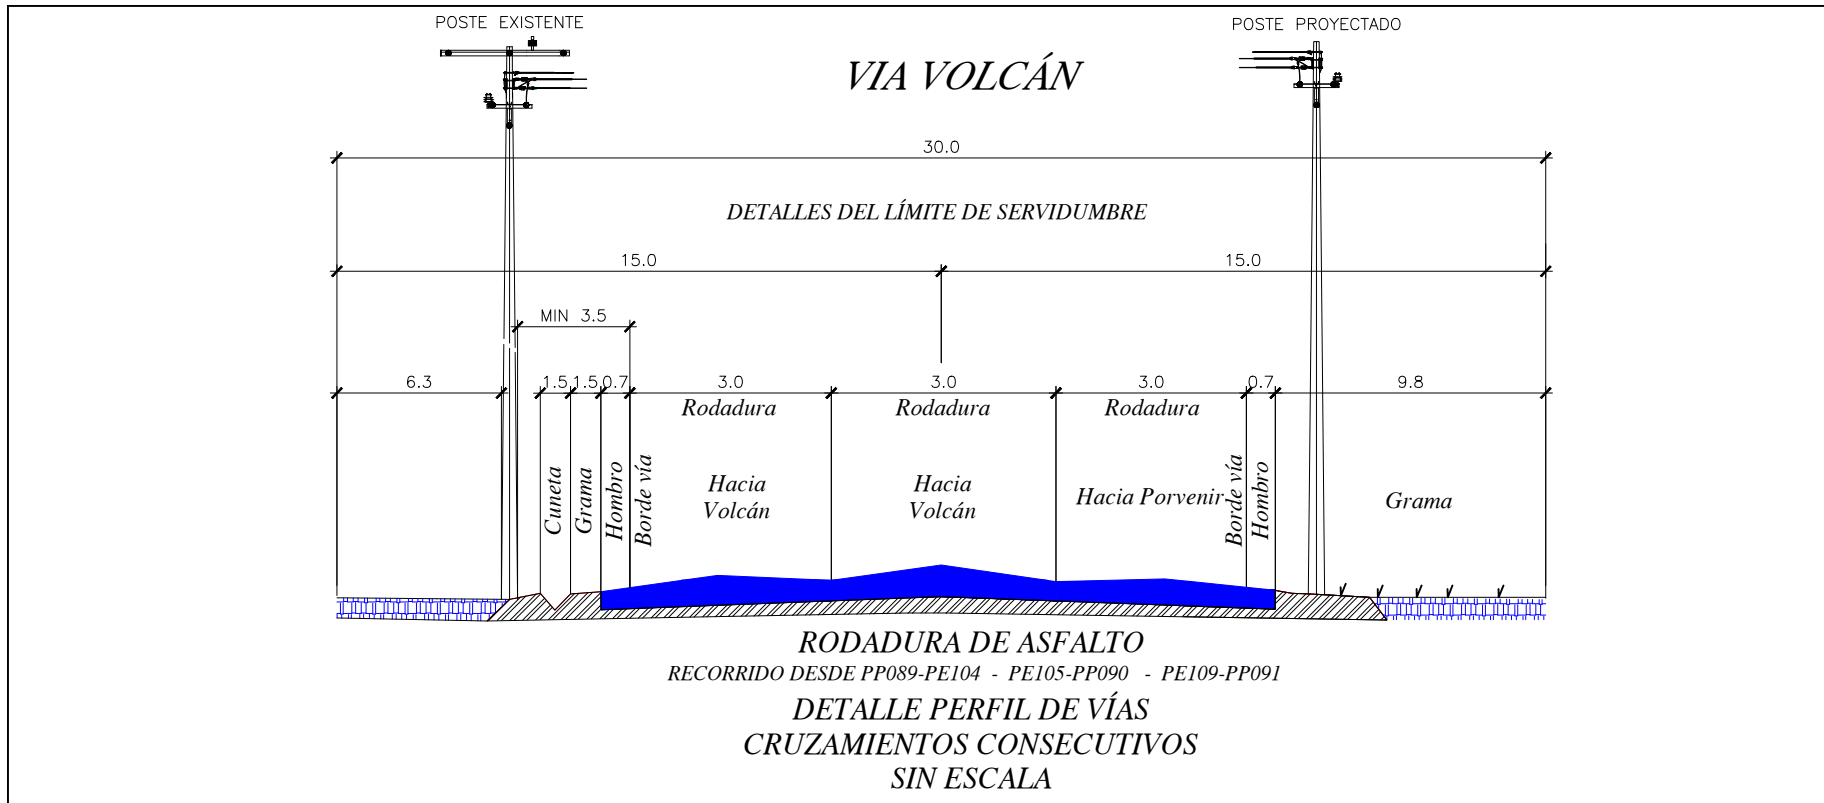 POSTE EXISTENTE
POSTE PROYECTADO
VIA VOLCÁN
30.0
DETALLES DEL LÍMITE DE SERVIDUMBRE
15.0
15.0
MIN 3.5
6.3
1.5
1.5
0.7
3.0
3.0
3.0
0.7
9.8
Rodadura
Rodadura
Rodadura
Cuneta
Grama
Hombro
Borde vía
Hacia
Volcán
Hacia
Volcán
Hacia Porvenir
Borde vía
Hombro
Grama
RODADURA DE ASFALTO
RECORRIDO DESDE PP089-PE104 - PE105-PP090 - PE109-PP091
DETALLE PERFIL DE VÍAS
CRUZAMIENTOS CONSECUTIVOS
SIN ESCALA